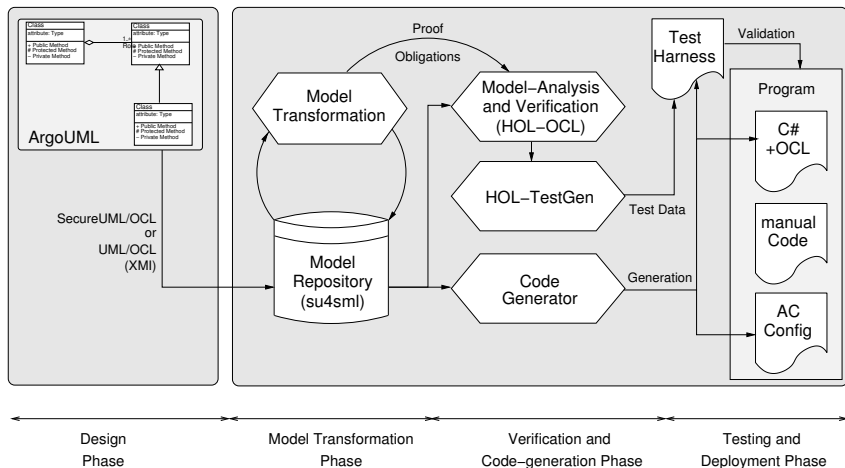 Class
attribute: Type
+ Public Method
# Protected Method
− Private Method
1..*
Role
Class
attribute: Type
+ Public Method
# Protected Method
− Private Method
Class
attribute: Type
+ Public Method
# Protected Method
− Private Method
ArgoUML
SecureUML/OCL
or
UML/OCL
(XMI)
Model
Transformation
Proof
Obligations
Model−Analysis
and Verification
(HOL−OCL)
HOL−TestGen
Test Data
Model
Repository
(su4sml)
Code
Generator
Generation
Test
Harness
Validation
Program
C#
+OCL
manual
Code
AC
Config
Design
Phase
Model Transformation
Phase
Verification and
Code−generation Phase
Testing and
Deployment Phase